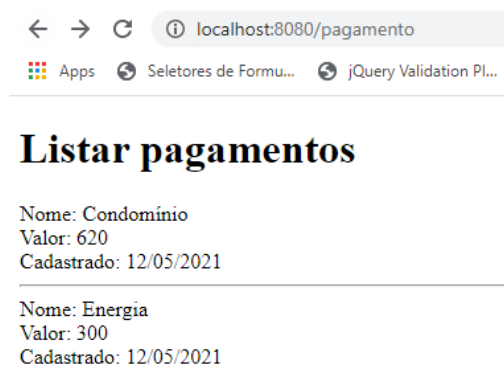 localhost:8080/pagamento
Apps Seletores de Formu... jQuery Validation Pl...
Listar pagamentos
Nome: Condomínio
Valor: 620
Cadastrado: 12/05/2021
Nome: Energia
Valor: 300
Cadastrado: 12/05/2021